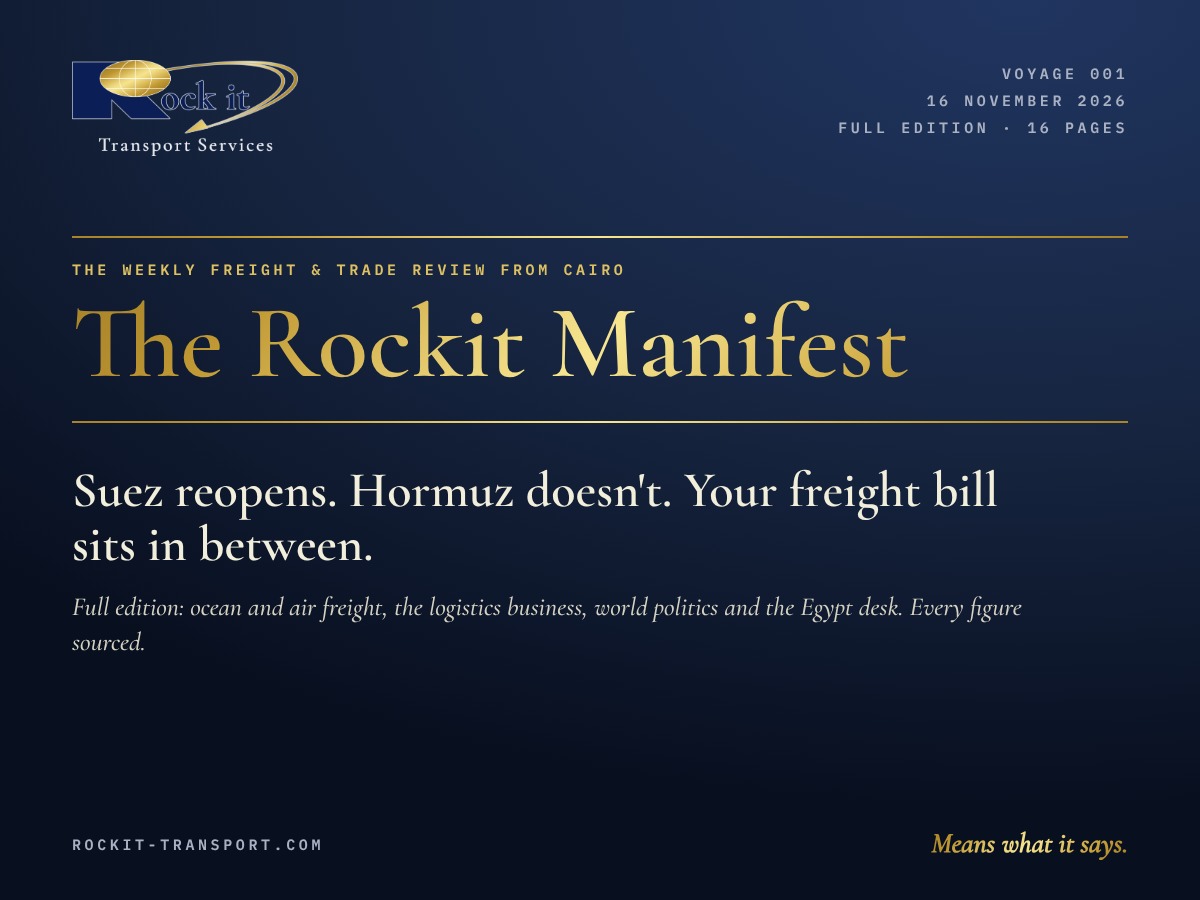 Rock it
Transport Services
VOYAGE 001
16 NOVEMBER 2026
FULL EDITION · 16 PAGES
THE WEEKLY FREIGHT & TRADE REVIEW FROM CAIRO
The Rockit Manifest
Suez reopens. Hormuz doesn't. Your freight bill
sits in between.
Full edition: ocean and air freight, the logistics business, world politics and the Egypt desk. Every figure
sourced.
ROCKIT-TRANSPORT.COM
Means what it says.